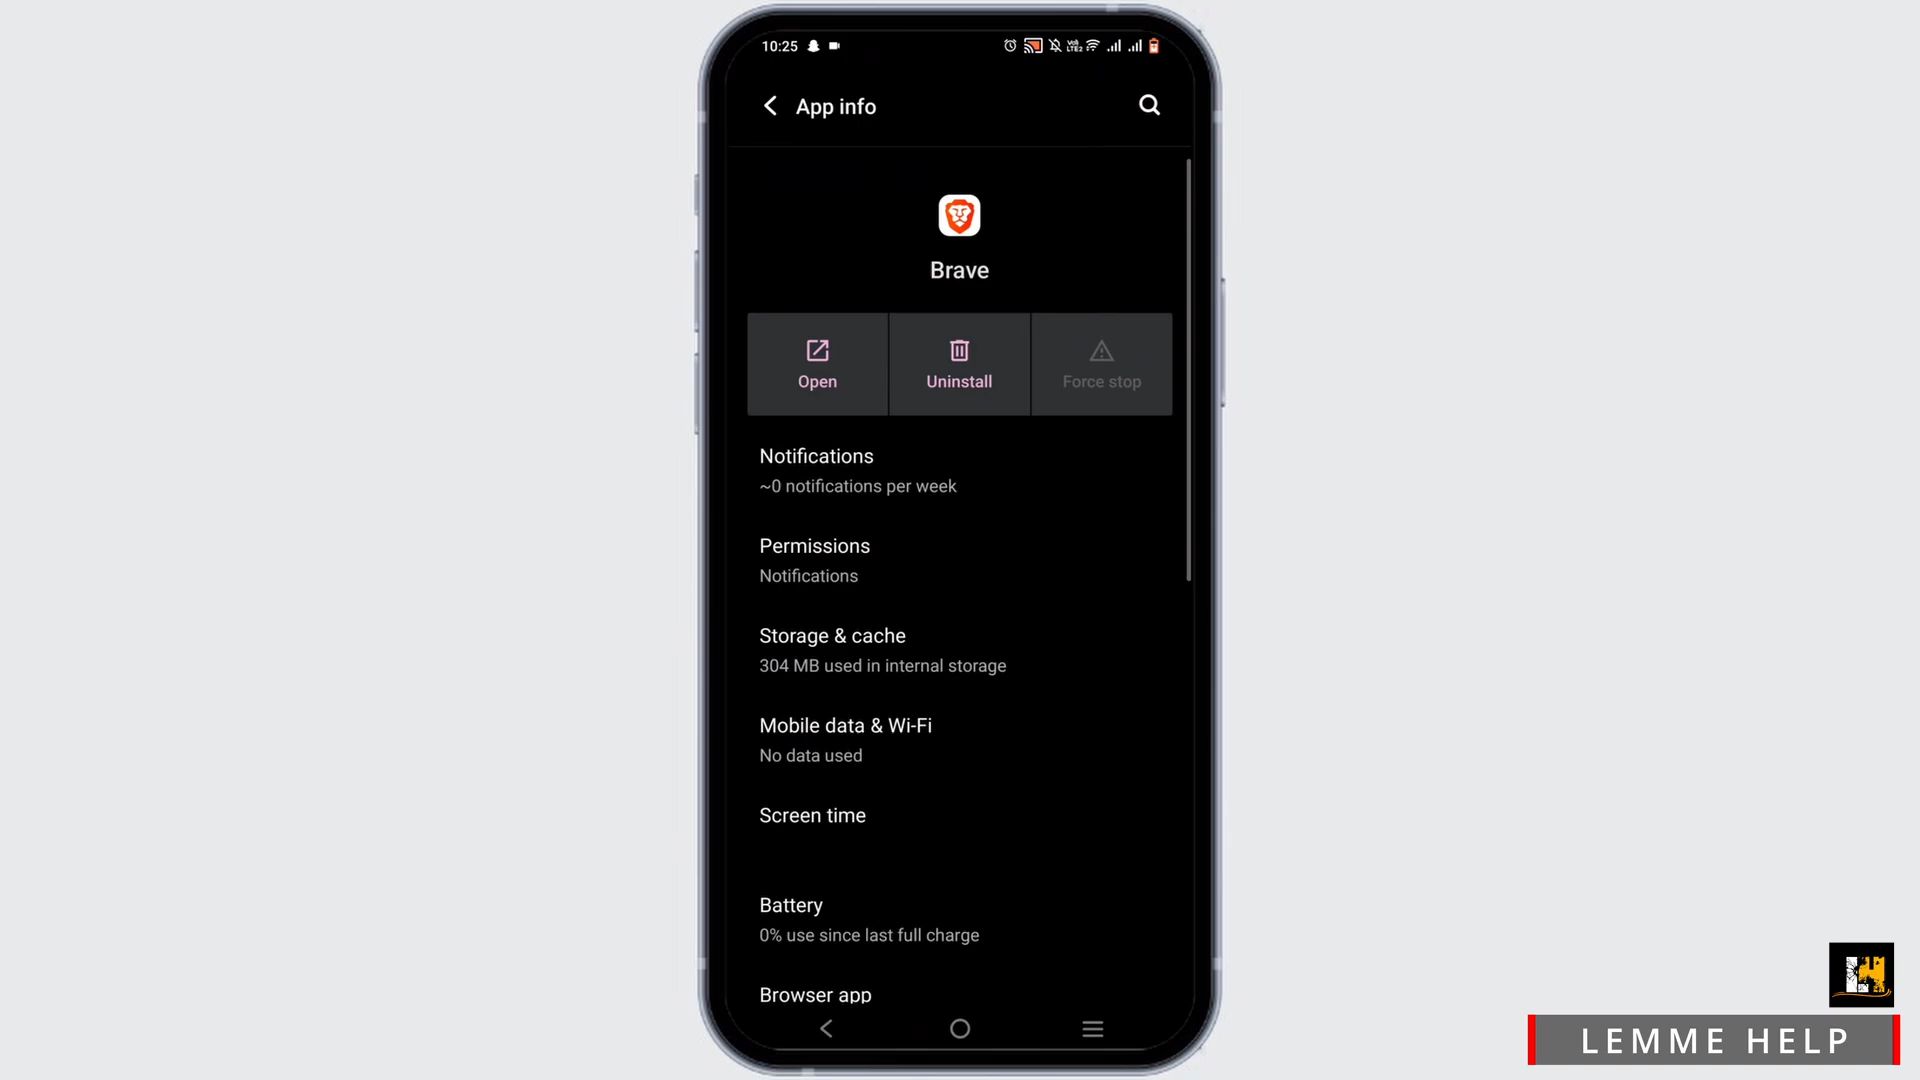 10:25
App info
Brave
Open
Uninstall
Force stop
Notifications
~0 notifications per week
Permissions
Notifications
Storage & cache
304 MB used in internal storage
Mobile data & Wi-Fi
No data used
Screen time
Battery
0% use since last full charge
Browser app
LEMME HELP